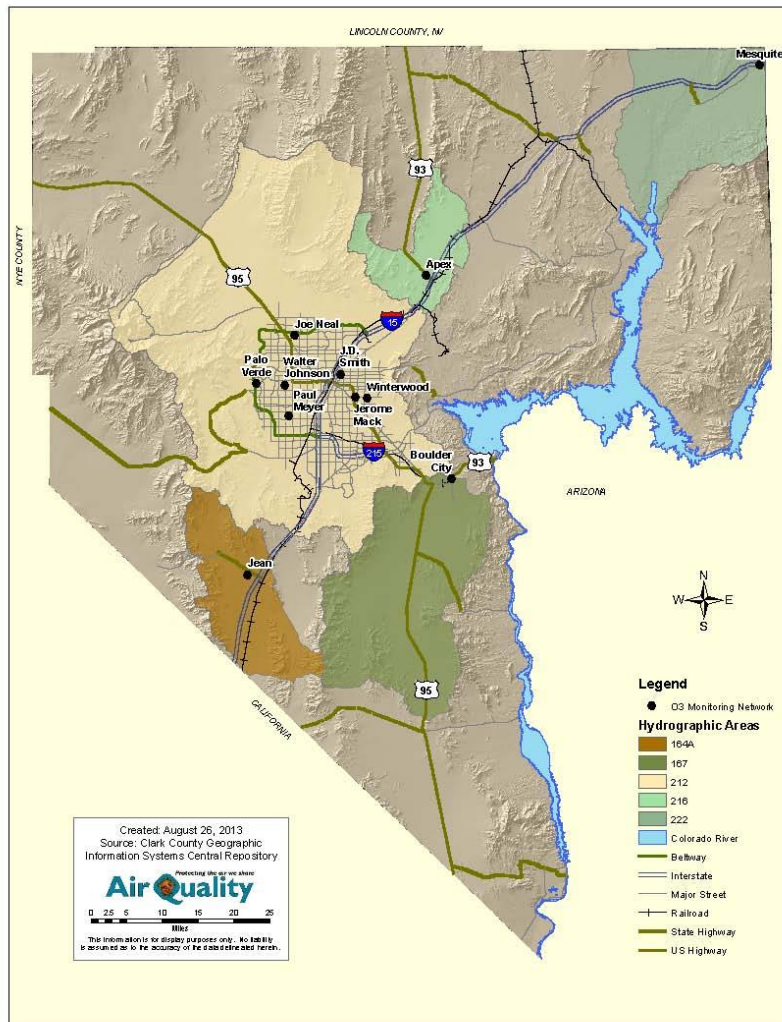 LINCOLN COUNTY, NV
Mesquite
93
NYE COUNTY
95
Apex
15
Joe Neal
J.D.
Smith
Palo
Verde
Walter
Johnson
Winterwood
Paul
Meyer
Jerome
Mack
215
Boulder
City
93
ARIZONA
Jean
N
W
E
S
95
CALIFORNIA
Legend
O3 Monitoring Network
Hydrographic Areas
164A
167
212
216
222
Colorado River
Beltway
Interstate
Major Street
Railroad
State Highway
US Highway
Created: August 26, 2013
Source: Clark County Geographic
Information Systems Central Repository
Protecting the air we share
Air Quality
0 2.5 5 10 15 20 25
Miles
This information is for display purposes only. No liability
is assumed as to the accuracy of the data delineated herein.